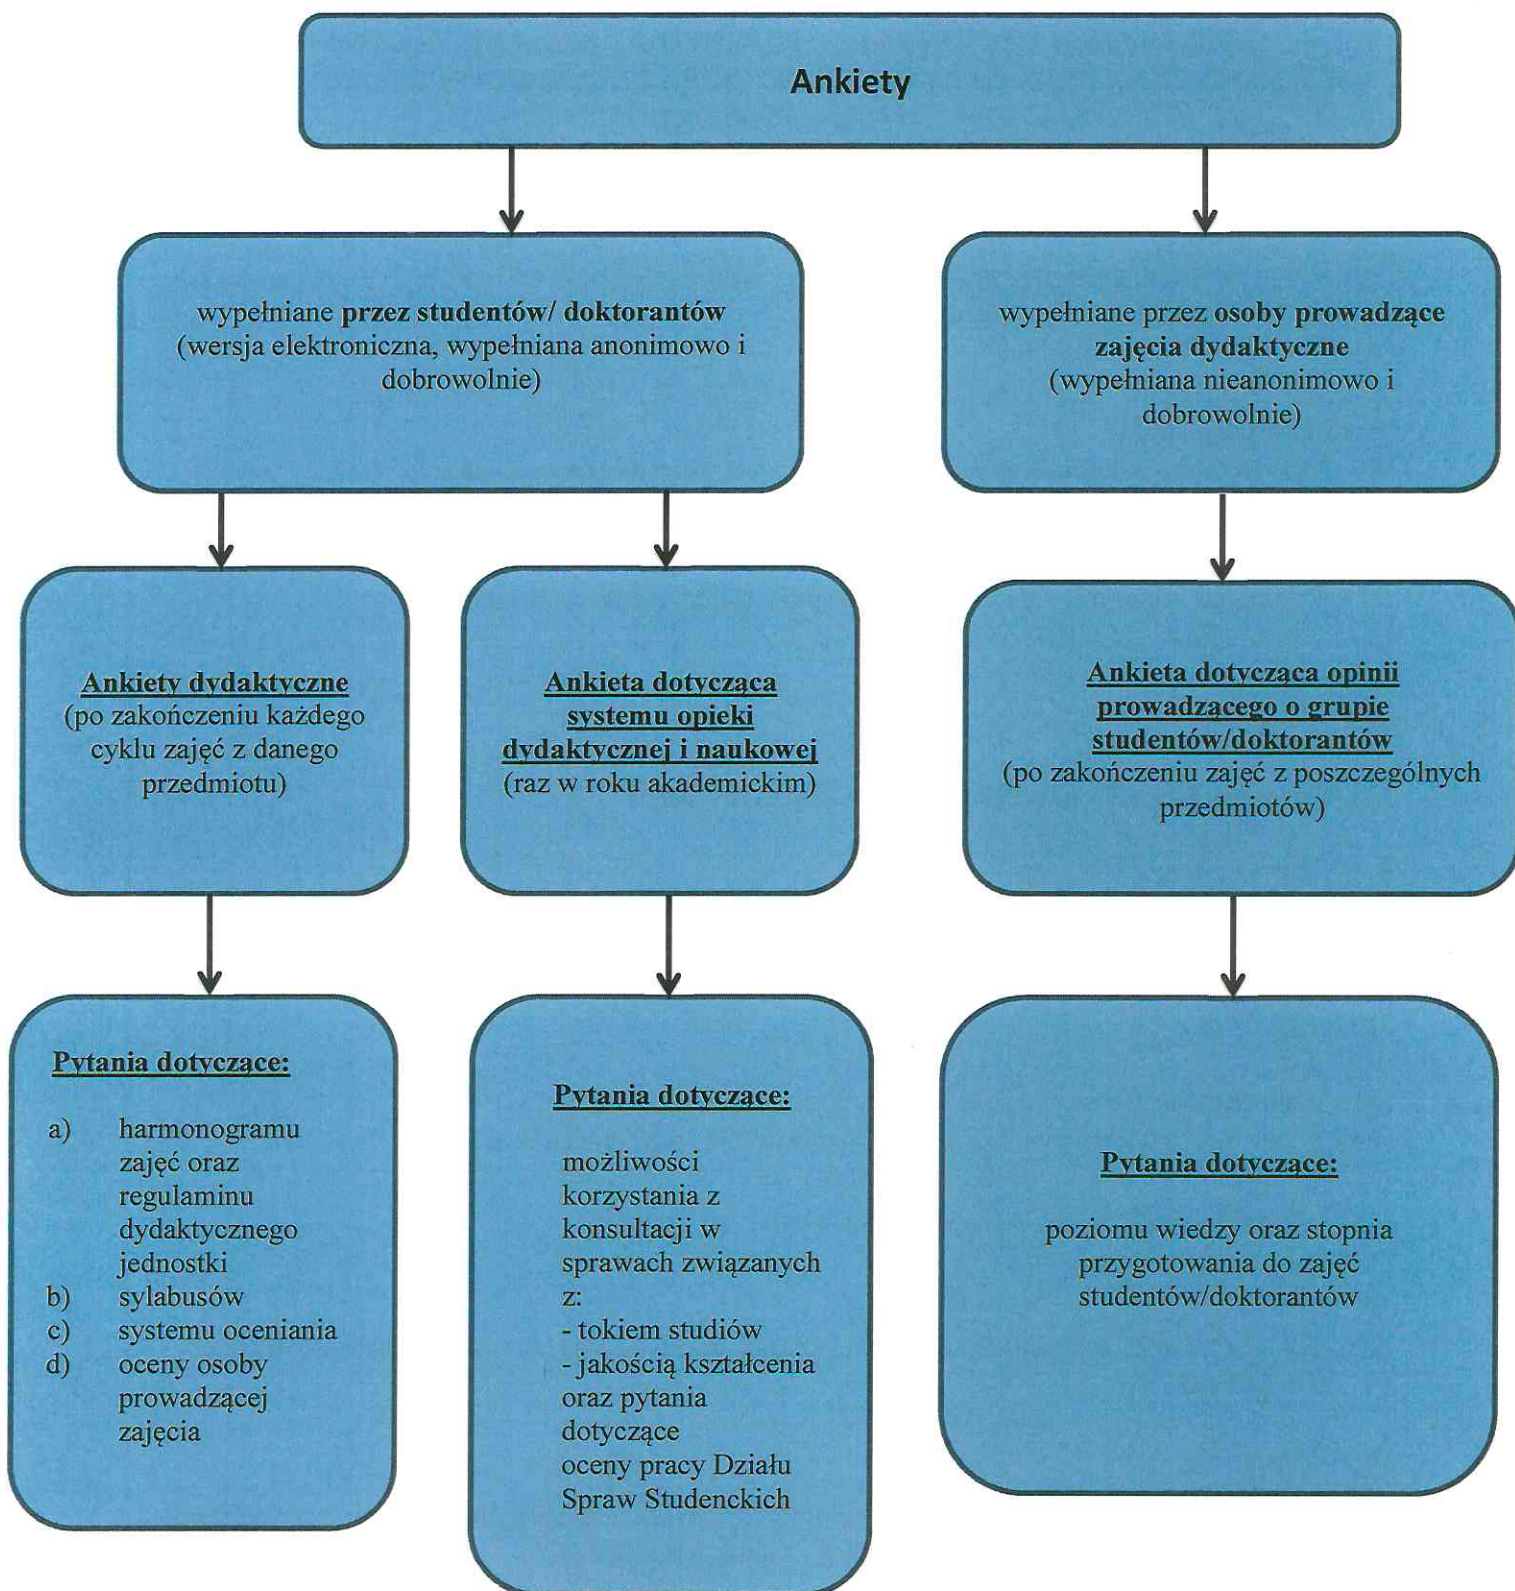 Ankiety
wypełniane przez studentów/ doktorantów
(wersja elektroniczna, wypełniana anonimowo i
dobrowolnie)
wypełniane przez osoby prowadzące
zajęcia dydaktyczne
(wypełniana nieanonimowo i
dobrowolnie)
Ankiety dydaktyczne
(po zakończeniu każdego
cyklu zajęć z danego
przedmiotu)
Ankieta dotycząca
systemu opieki
dydaktycznej i naukowej
(raz w roku akademickim)
Ankieta dotycząca opinii
prowadzącego o grupie
studentów/doktorantów
(po zakończeniu zajęć z poszczególnych
przedmiotów)
Pytania dotyczące:
a) harmonogramu
zajęć oraz
regulaminu
dydaktycznego
jednostki
b) sylabusów
c) systemu oceniania
d) oceny osoby
prowadzącej
zajęcia
Pytania dotyczące:
możliwości
korzystania z
konsultacji w
sprawach związanych
z:
- tokiem studiów
- jakością kształcenia
oraz pytania
dotyczące
oceny pracy Działu
Spraw Studenckich
Pytania dotyczące:
poziomu wiedzy oraz stopnia
przygotowania do zajęć
studentów/doktorantów